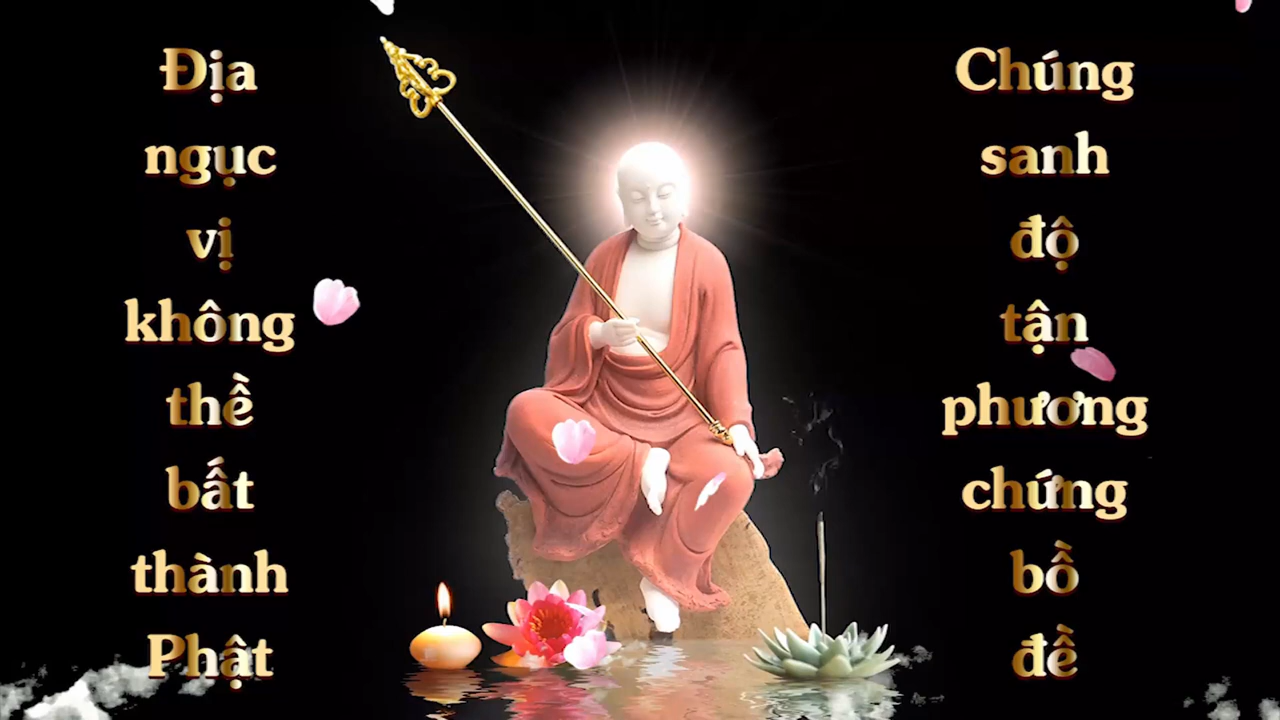 Địa
ngục
vị
không
thề
bất
thành
Phật
Chúng
sanh
độ
tận
phương
chứng
bồ
đề